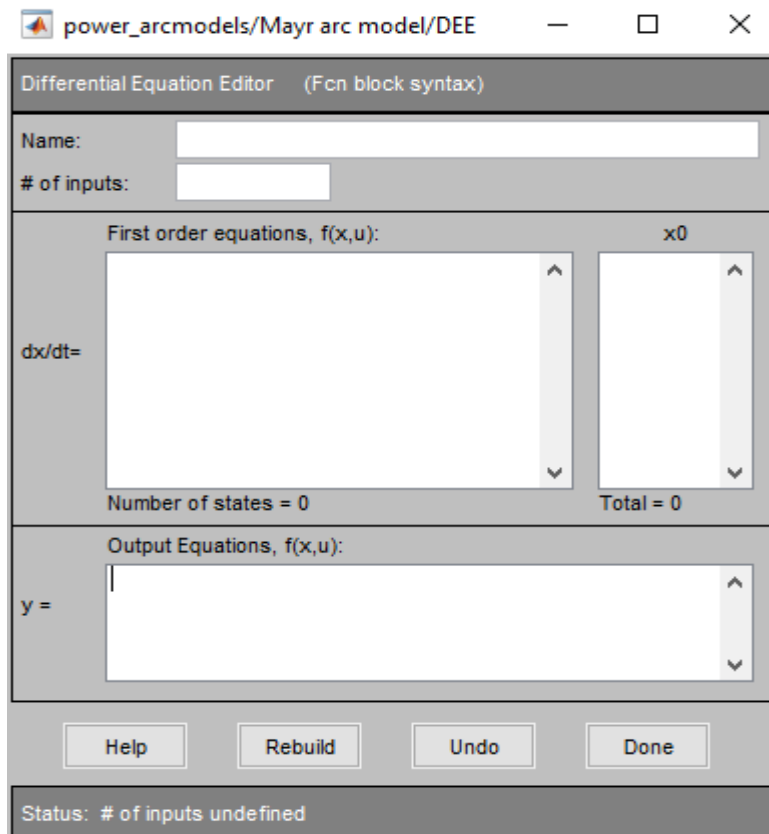 power_arcmodels/Mayr arc model/DEE
Differential Equation Editor (Fcn block syntax)
Name:
# of inputs:
First order equations, f(x,u): x0
dx/dt=
Number of states = 0 Total = 0
Output Equations, f(x,u):
y =
Help Rebuild Undo Done
Status: # of inputs undefined